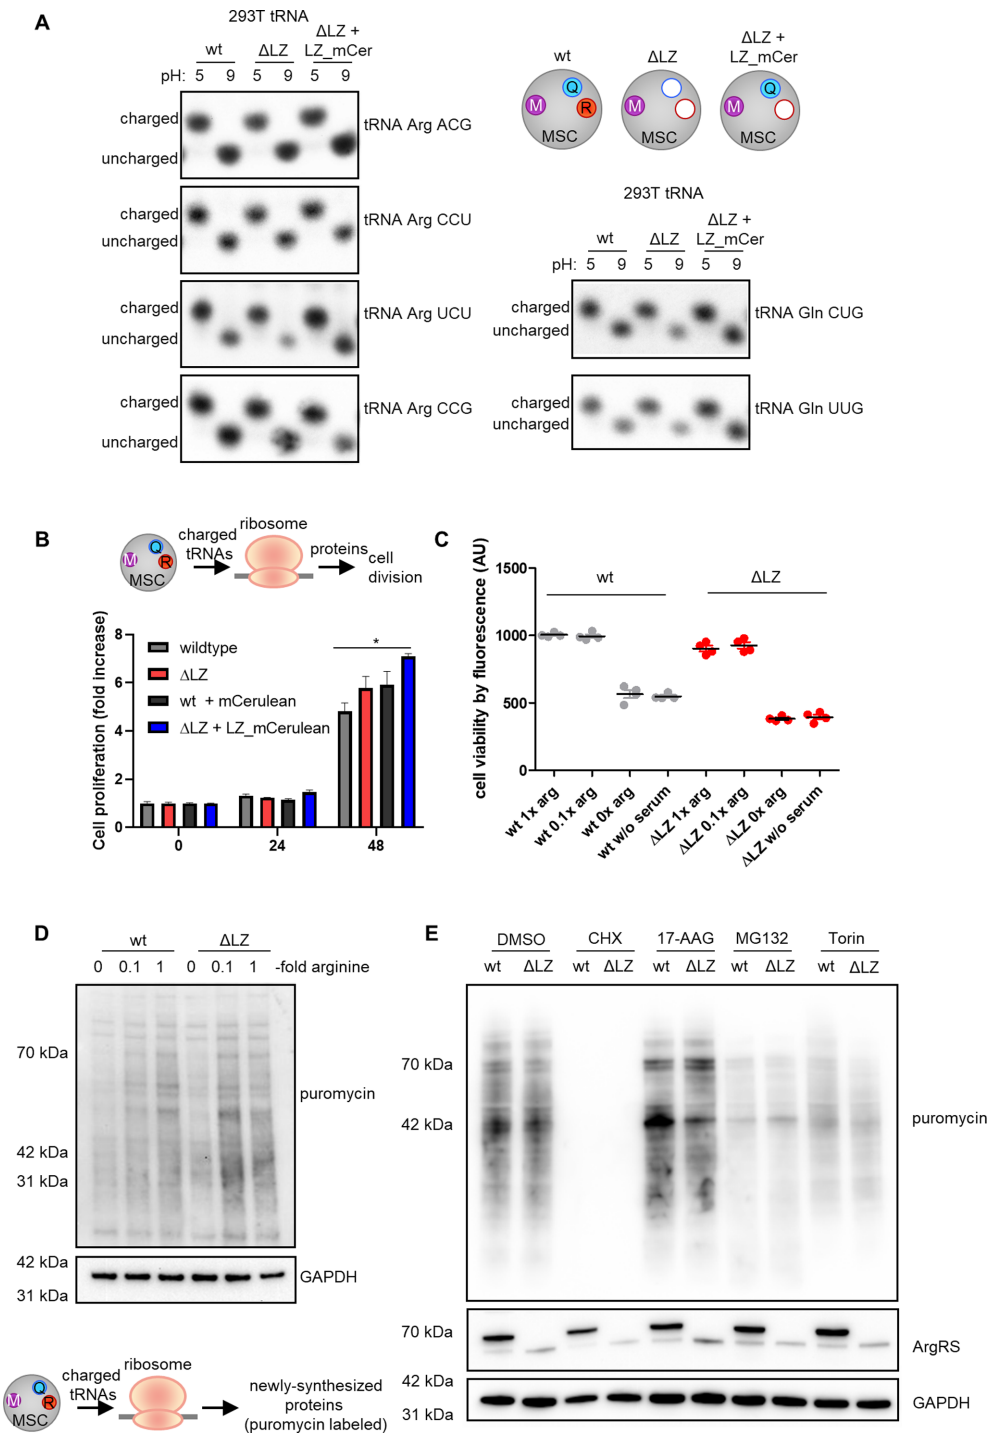 A
293T tRNA
wt ΔLZ ΔLZ + LZ_mCer
pH: 5 9 5 9 5 9
charged
uncharged
tRNA Arg ACG
charged
uncharged
tRNA Arg CCU
charged
uncharged
tRNA Arg UCU
charged
uncharged
tRNA Arg CCG
wt ΔLZ ΔLZ + LZ_mCer
M Q R MSC
M MSC
M Q MSC
293T tRNA
wt ΔLZ ΔLZ + LZ_mCer
pH: 5 9 5 9 5 9
charged
uncharged
tRNA Gln CUG
charged
uncharged
tRNA Gln UUG
B
M Q R MSC
charged tRNAs
ribosome
proteins
cell division
Cell proliferation (fold increase)
8
6
4
2
0
wildtype
ΔLZ
wt + mCerulean
ΔLZ + LZ_mCerulean
*
0 24 48
C
cell viability by fluorescence (AU)
1500
1000
500
0
wt ΔLZ
wt 1x arg
wt 0.1x arg
wt 0x arg
wt w/o serum
ΔLZ 1x arg
ΔLZ 0.1x arg
ΔLZ 0x arg
ΔLZ w/o serum
D
wt ΔLZ
0 0.1 1 0 0.1 1 -fold arginine
70 kDa
42 kDa
31 kDa
puromycin
42 kDa
31 kDa
GAPDH
M Q R MSC
charged tRNAs
ribosome
newly-synthesized
proteins
(puromycin labeled)
E
DMSO CHX 17-AAG MG132 Torin
wt ΔLZ wt ΔLZ wt ΔLZ wt ΔLZ wt ΔLZ
70 kDa
42 kDa
puromycin
70 kDa
ArgRS
42 kDa
31 kDa
GAPDH